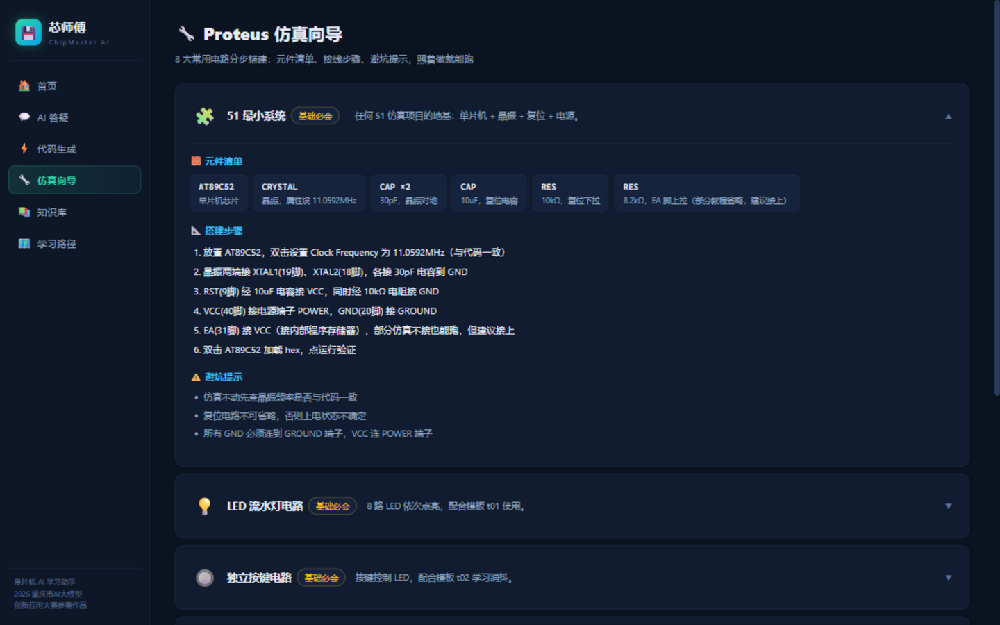 芯师傅
ChipMaster AI
首页
AI 答疑
代码生成
仿真向导
知识库
学习路径
单片机 AI 学习助手
2026 重庆市AI大模型
创新应用大赛参赛作品
Proteus 仿真向导
8 大常用电路分步搭建：元件清单、接线步骤、避坑提示，照着做就能跑
51 最小系统 基础必会 任何 51 仿真项目的地基：单片机 + 晶振 + 复位 + 电源。
元件清单
AT89C52
单片机芯片
CRYSTAL
晶振，属性设 11.0592MHz
CAP ×2
30pF，晶振对地
CAP
10uF，复位电容
RES
10kΩ，复位下拉
RES
8.2kΩ，EA 脚上拉（部分教程省略，建议接上）
搭建步骤
1. 放置 AT89C52，双击设置 Clock Frequency 为 11.0592MHz（与代码一致）
2. 晶振两端接 XTAL1(19脚)、XTAL2(18脚)，各接 30pF 电容到 GND
3. RST(9脚) 经 10uF 电容接 VCC，同时经 10kΩ 电阻接 GND
4. VCC(40脚) 接电源端子 POWER，GND(20脚) 接 GROUND
5. EA(31脚) 接 VCC（接内部程序存储器），部分仿真不接也能跑，但建议接上
6. 双击 AT89C52 加载 hex，点运行验证
避坑提示
• 仿真不动先查晶振频率是否与代码一致
• 复位电路不可省略，否则上电状态不确定
• 所有 GND 必须连到 GROUND 端子，VCC 连 POWER 端子
LED 流水灯电路 基础必会 8 路 LED 依次点亮，配合模板 t01 使用。
独立按键电路 基础必会 按键控制 LED，配合模板 t02 学习消抖。